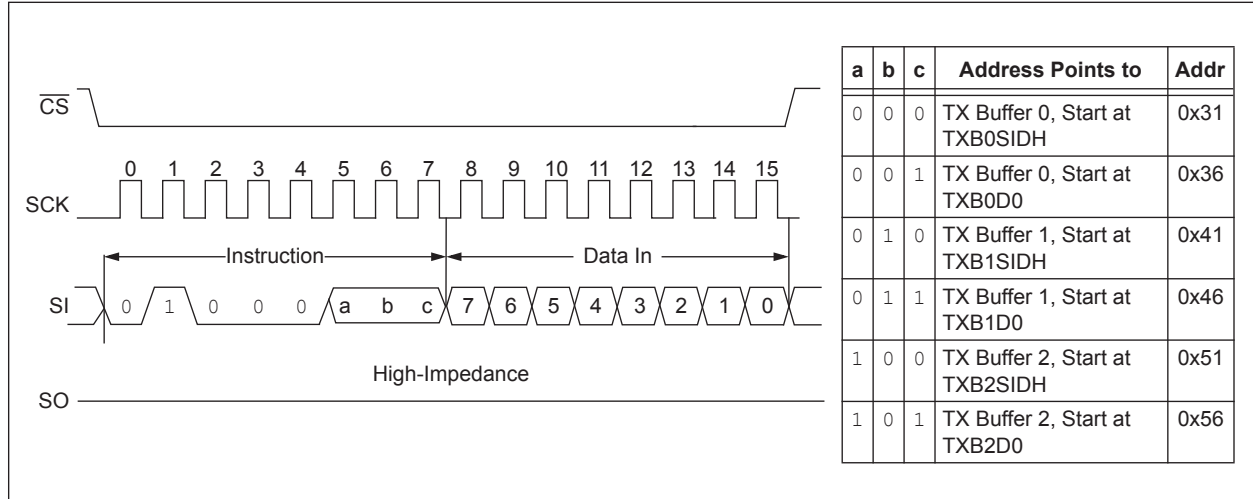 CS
0 1 2 3 4 5 6 7 8 9 10 11 12 13 14 15
SCK
Instruction Data In
SI 0 1 0 0 0 a b c 7 6 5 4 3 2 1 0
High-Impedance
SO
a b c Address Points to Addr
0 0 0 TX Buffer 0, Start at 0x31
TXB0SIDH
0 0 1 TX Buffer 0, Start at 0x36
TXB0D0
0 1 0 TX Buffer 1, Start at 0x41
TXB1SIDH
0 1 1 TX Buffer 1, Start at 0x46
TXB1D0
1 0 0 TX Buffer 2, Start at 0x51
TXB2SIDH
1 0 1 TX Buffer 2, Start at 0x56
TXB2D0